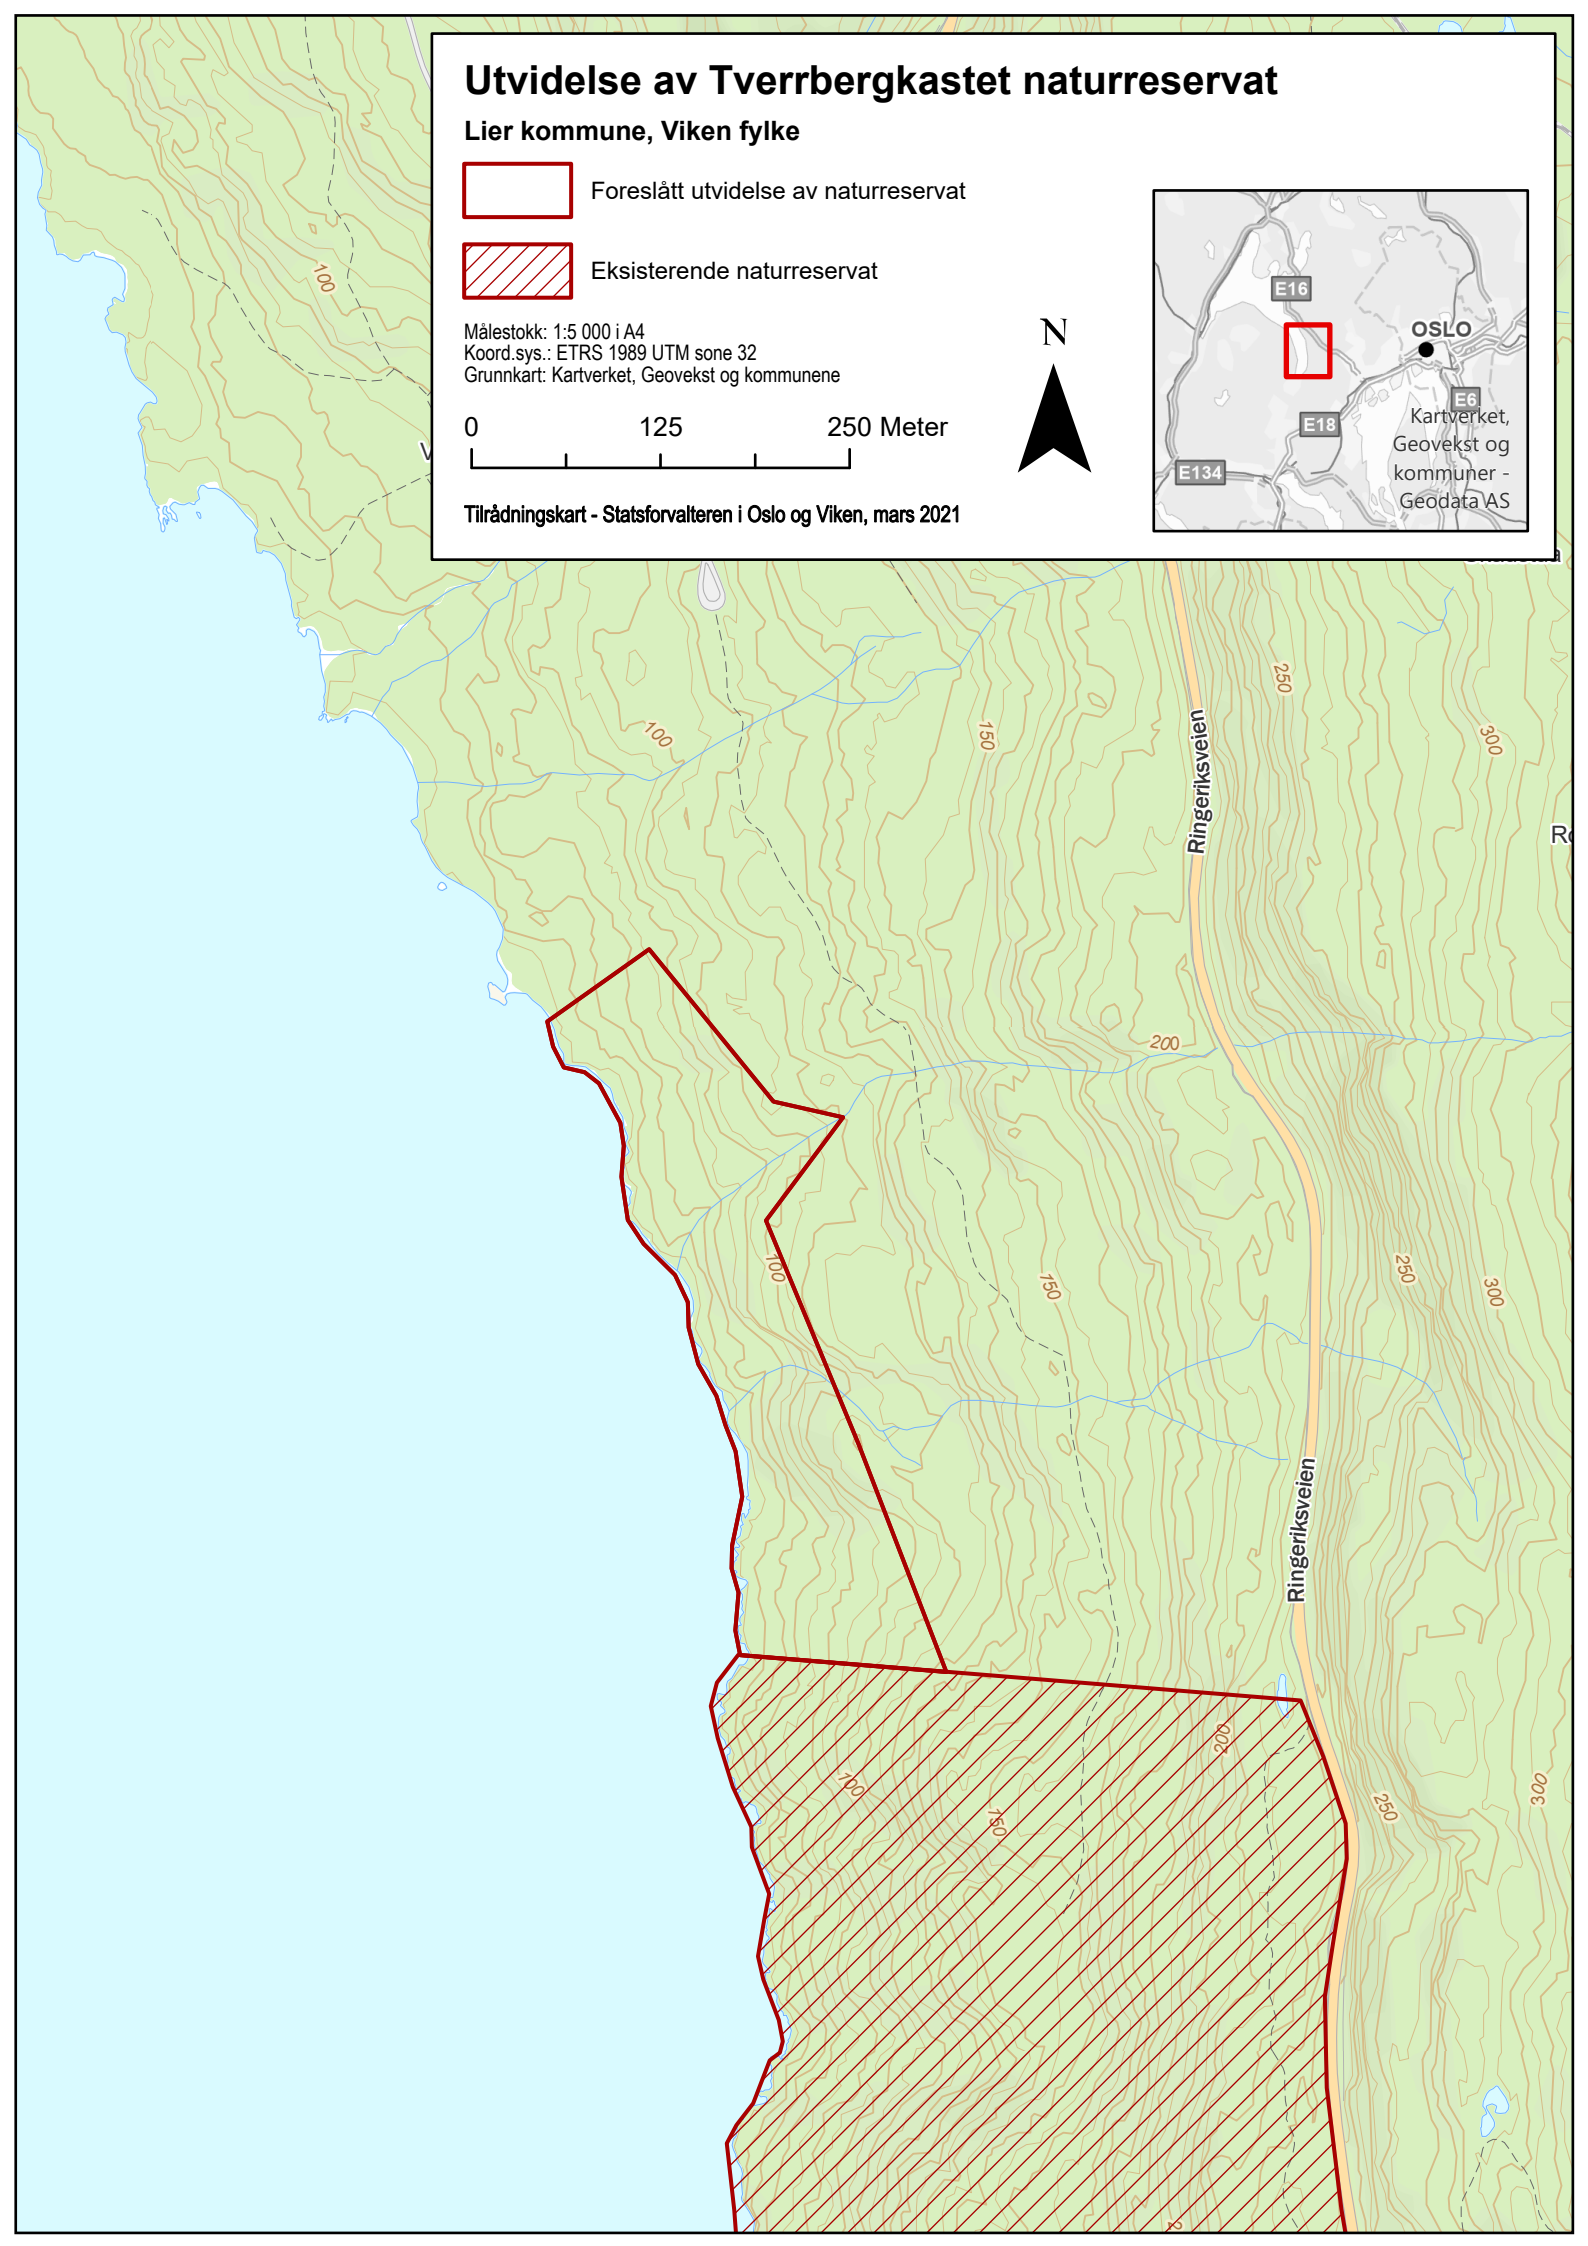 Utvidelse av Tverrbergkastet naturreservat
Lier kommune, Viken fylke
Foreslått utvidelse av naturreservat
Eksisterende naturreservat
Målestokk: 1:5 000 i A4
Koord.sys.: ETRS 1989 UTM sone 32
Grunnkart: Kartverket, Geovekst og kommunene
0 125 250 Meter
Tilrådningskart - Statsforvalteren i Oslo og Viken, mars 2021
N
E16
OSLO
E6
E18
E134
Kartverket,
Geovekst og
kommuner -
Geodata AS
100
250
100
150
300
Ringeriksveien
200
100
150
250
300
Ringeriksveien
200
100
150
250
300